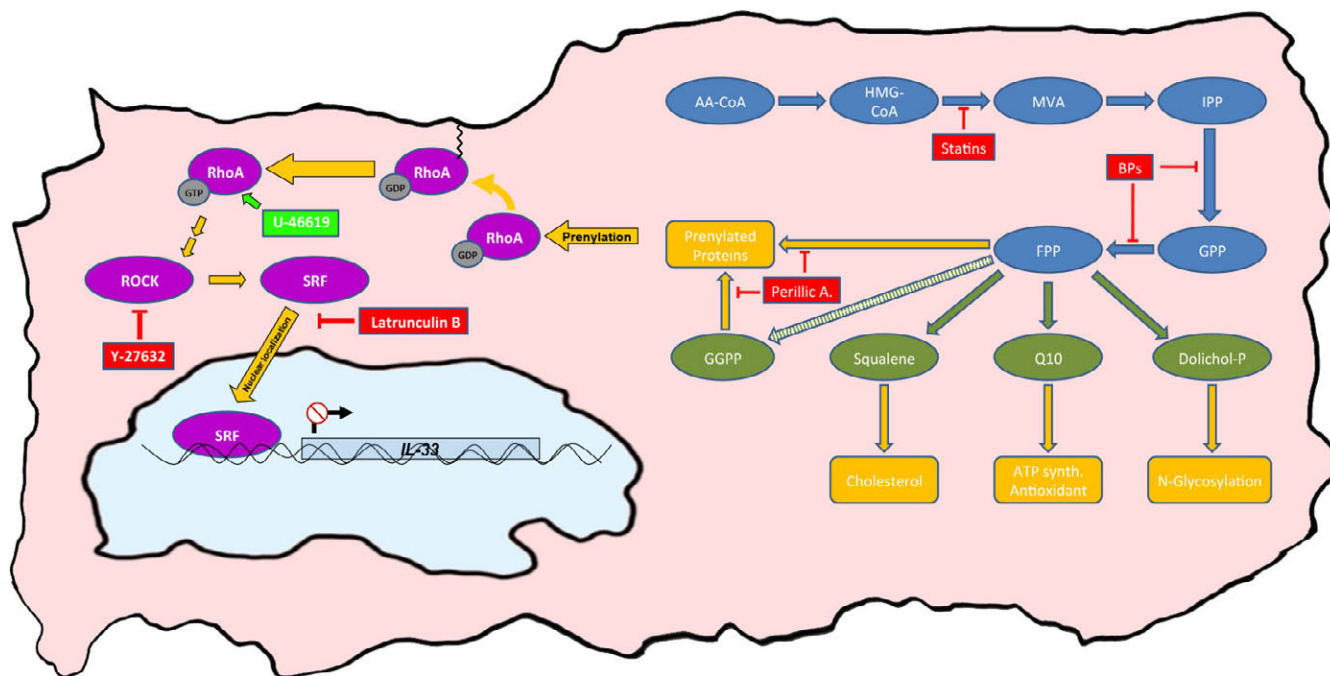 AA-CoA
HMG-
CoA
MVA
IPP
Statins
BPs
RhoA
GTP
RhoA
GDP
U-46619
RhoA
GDP
Prenylation
Prenylated
Proteins
FPP
GPP
ROCK
SRF
Perillic A.
Latrunculin B
Y-27632
Nuclear localization
GGPP
Squalene
Q10
Dolichol-P
SRF
IL-33
Cholesterol
ATP synth.
Antioxidant
N-Glycosylation